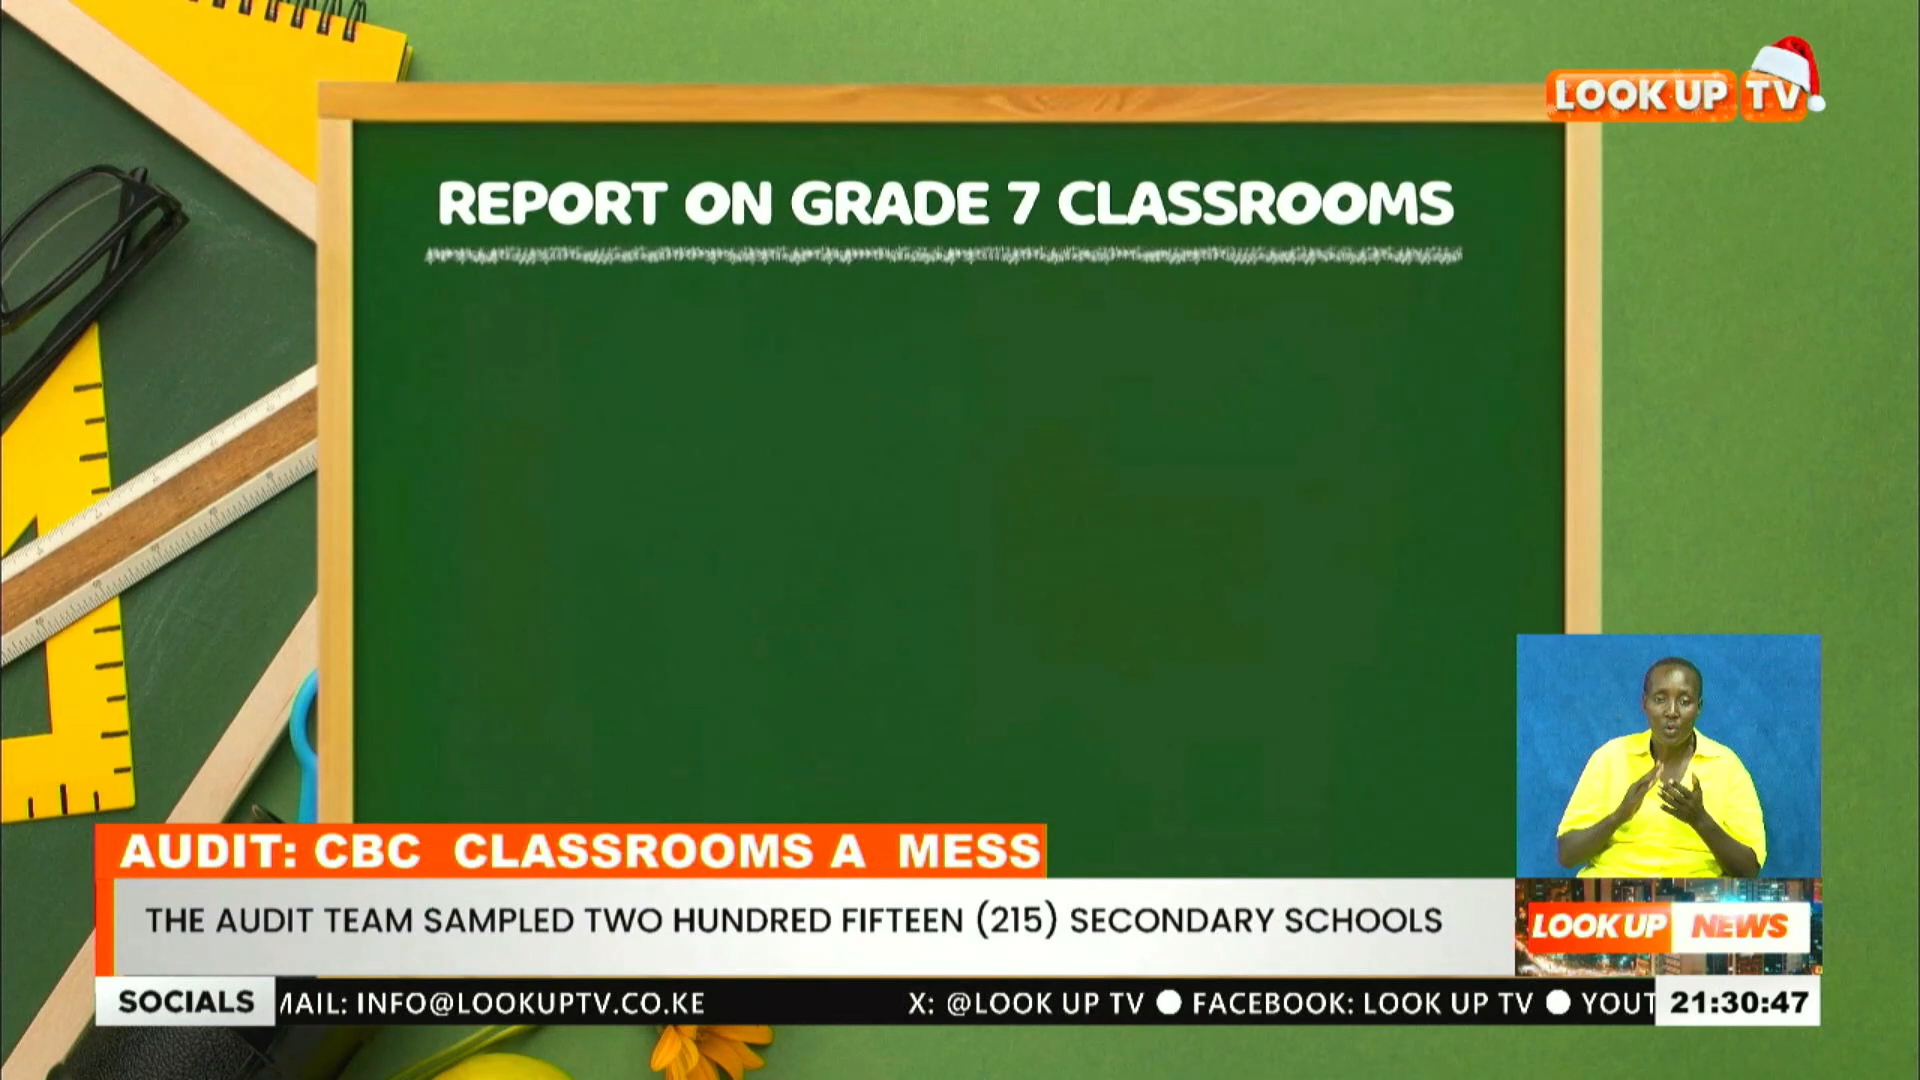 LOOK UP TV
REPORT ON GRADE 7 CLASSROOMS
AUDIT: CBC CLASSROOMS A MESS
THE AUDIT TEAM SAMPLED TWO HUNDRED FIFTEEN (215) SECONDARY SCHOOLS
LOOK UP NEWS
SOCIALS MAIL: INFO@LOOKUPTV.CO.KE X: @LOOK UP TV ● FACEBOOK: LOOK UP TV ● YOUT 21:30:47